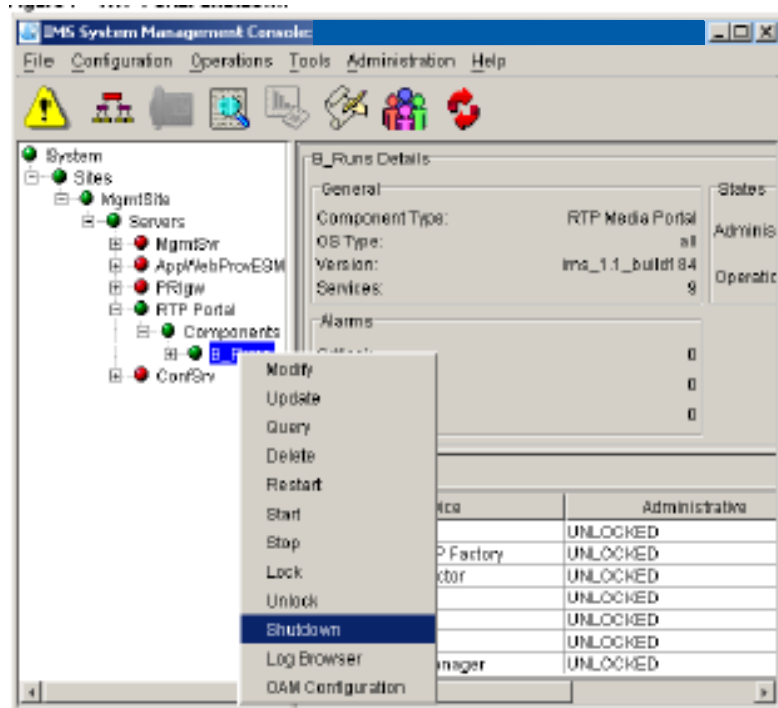 IMS System Management Console:
File Configuration Operations Tools Administration Help
System
Sites
MgmtSite
Servers
MgmtSvr
AppWebProvESM
PRIgw
RTP Portal
Components
ConfSrv
B_Runs Details
General
Component Type: RTP Media Portal
OS Type: all
Version: ims_1.1_build184
Services: 9
States
Adminis
Operatic
Alarms
0
0
0
Modify
Update
Query
Delete
Restart
Start
Stop
Lock
Unlock
Shutdown
Log Browser
OAM Configuration
vice Administrative
UNLOCKED
P Factory UNLOCKED
ctor UNLOCKED
UNLOCKED
UNLOCKED
UNLOCKED
anager UNLOCKED